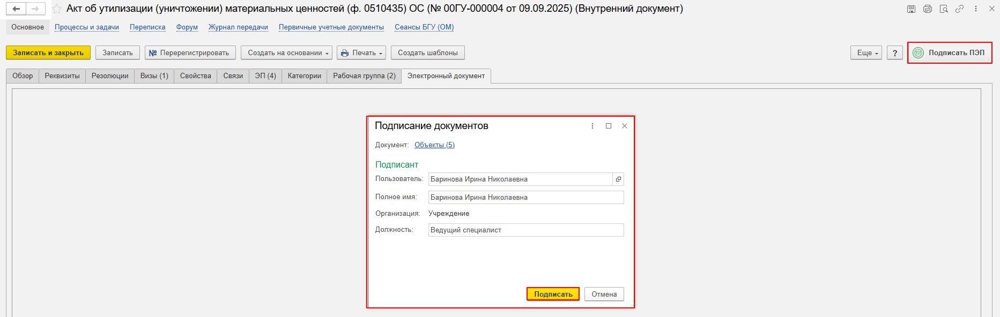 Акт об утилизации (уничтожении) материальных ценностей (ф. 0510435) ОС (№ 00ГУ-000004 от 09.09.2025) (Внутренний документ)
Основное Процессы и задачи Переписка Форум Журнал передачи Первичные учетные документы Сеансы БГУ (ОМ)
Записать и закрыть Записать № Перерегистрировать Создать на основании Печать Создать шаблоны Еще ? Подписать ПЭП
Обзор Реквизиты Резолюции Визы (1) Свойства Связи ЭП (4) Категории Рабочая группа (2) Электронный документ
Подписание документов
Документ: Объекты (5)
Подписант
Пользователь: Баринова Ирина Николаевна
Полное имя: Баринова Ирина Николаевна
Организация: Учреждение
Должность: Ведущий специалист
Подписать Отмена